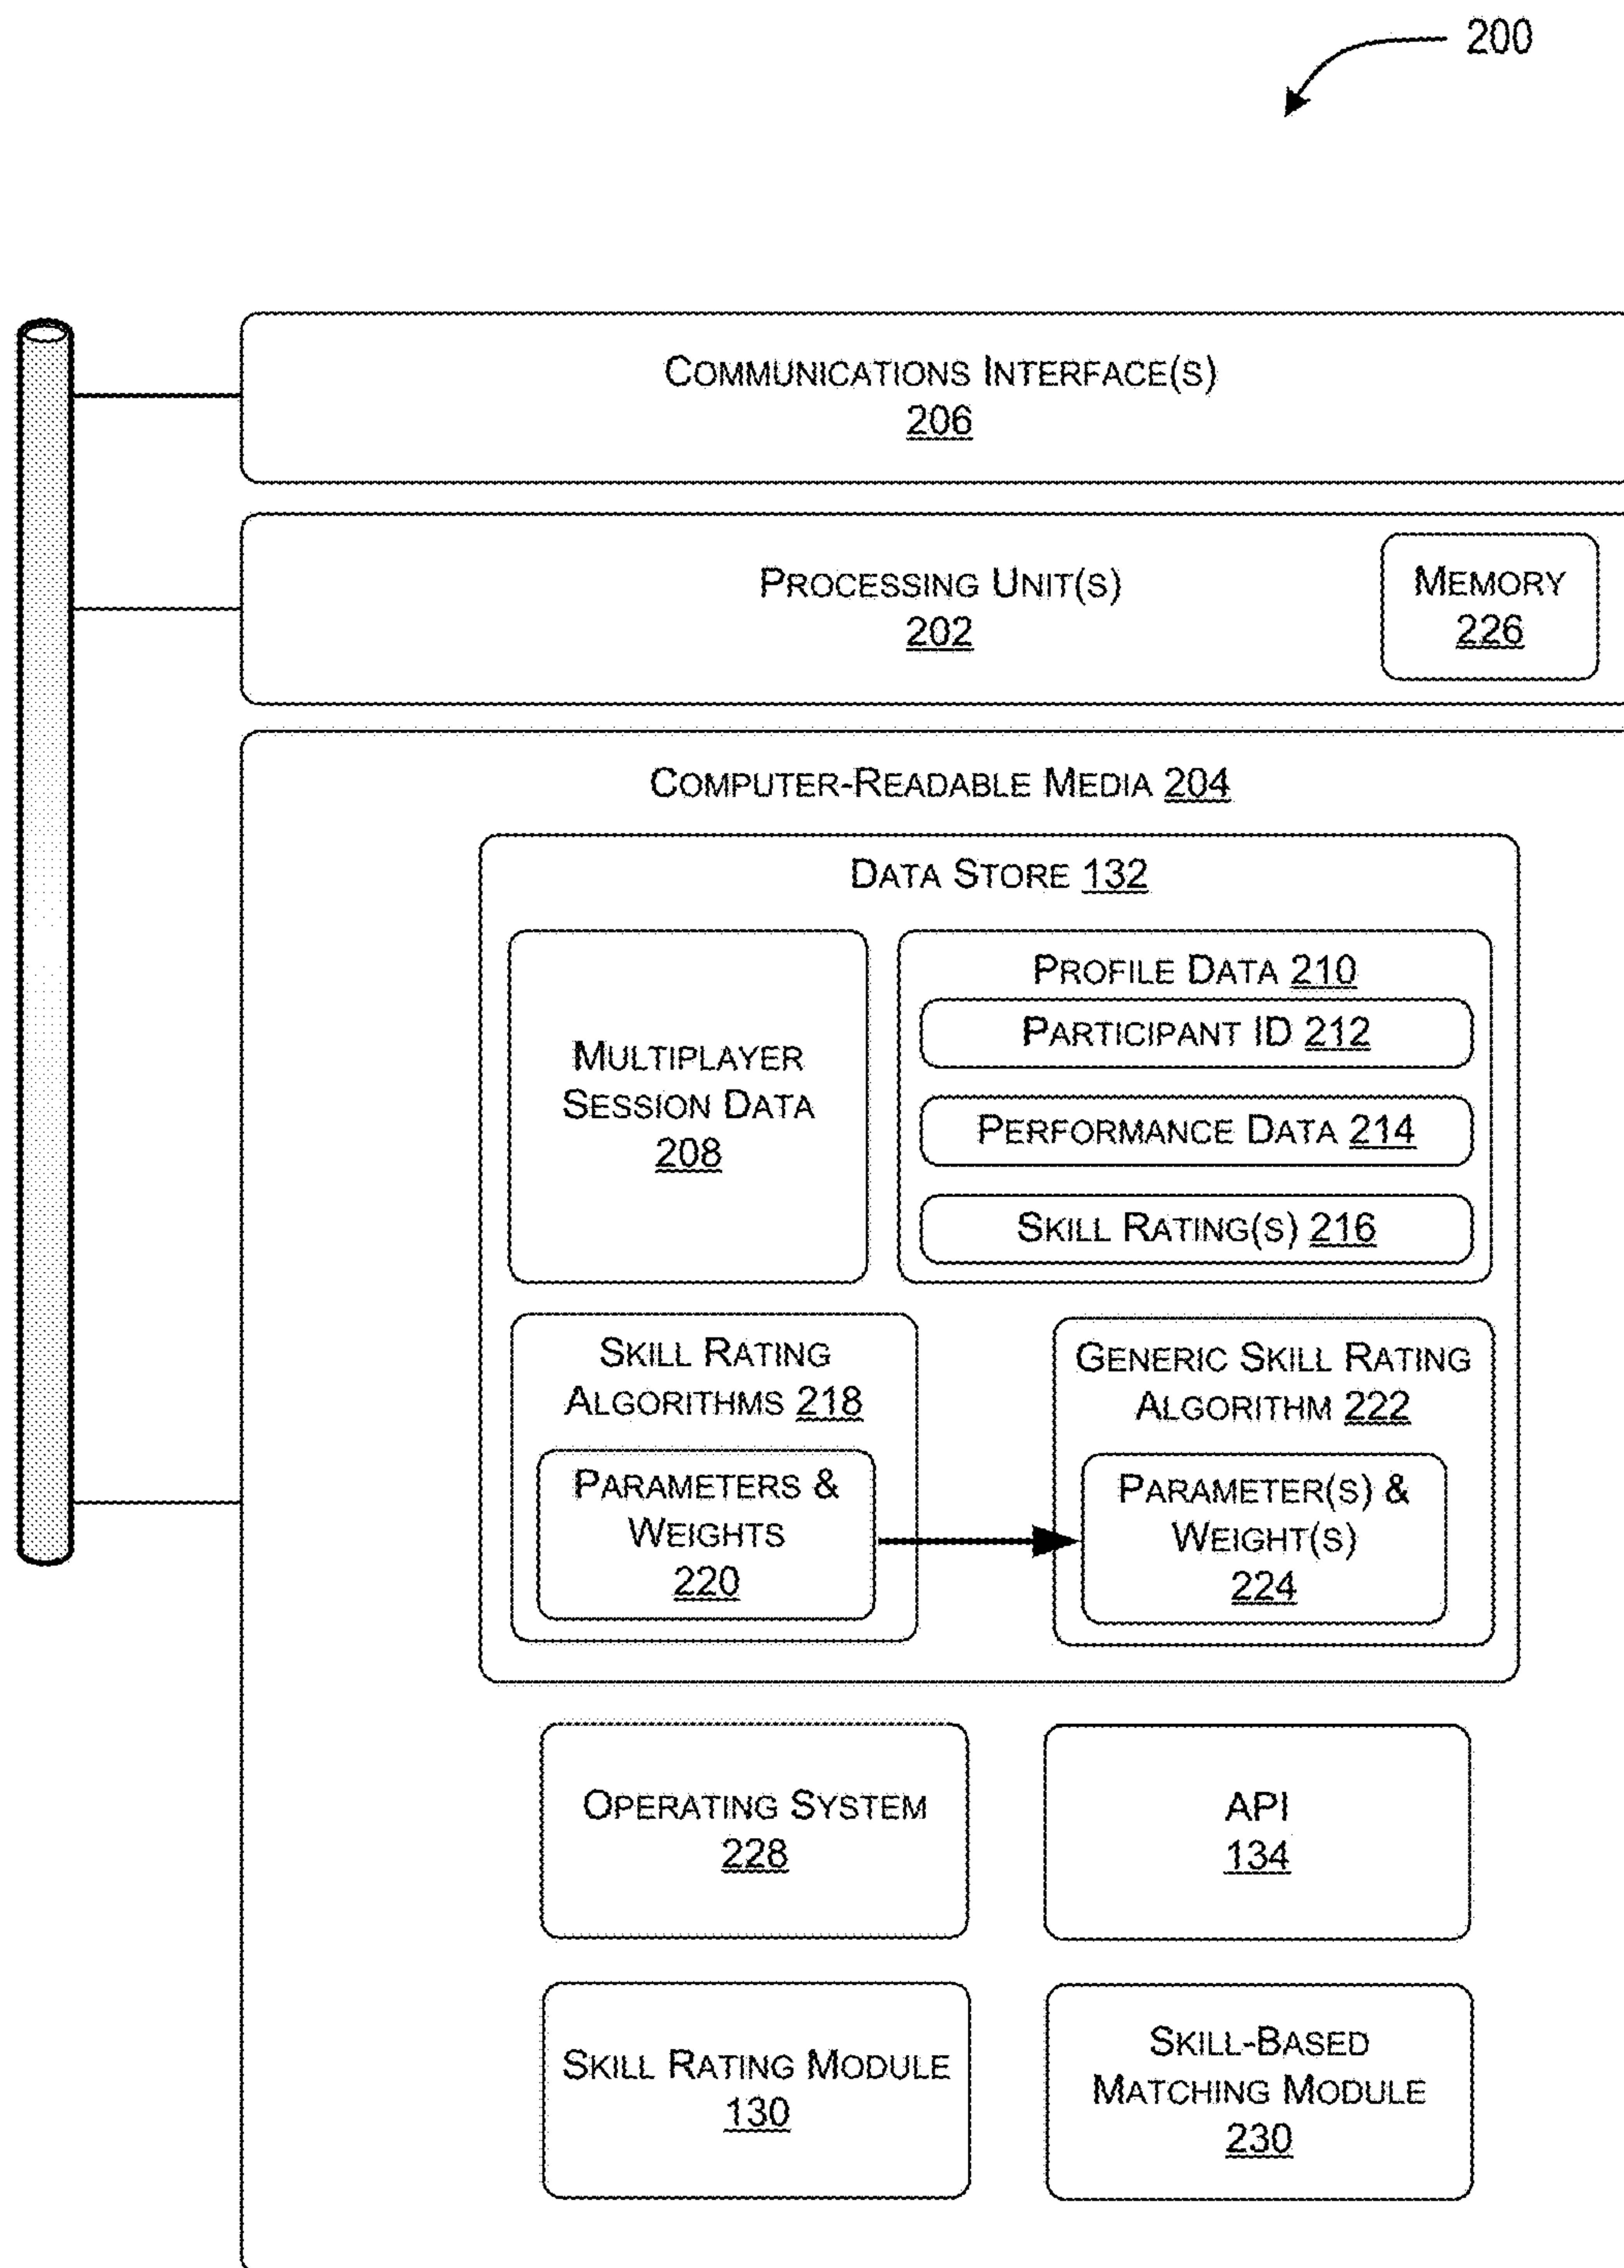 200
COMMUNICATIONS INTERFACE(S)
206
PROCESSING UNIT(S)
202
MEMORY
226
COMPUTER-READABLE MEDIA 204
DATA STORE 132
MULTIPLAYER
SESSION DATA
208
PROFILE DATA 210
PARTICIPANT ID 212
PERFORMANCE DATA 214
SKILL RATING(S) 216
SKILL RATING
ALGORITHMS 218
PARAMETERS &
WEIGHTS
220
GENERIC SKILL RATING
ALGORITHM 222
PARAMETER(S) &
WEIGHT(S)
224
OPERATING SYSTEM
228
API
134
SKILL RATING MODULE
130
SKILL-BASED
MATCHING MODULE
230